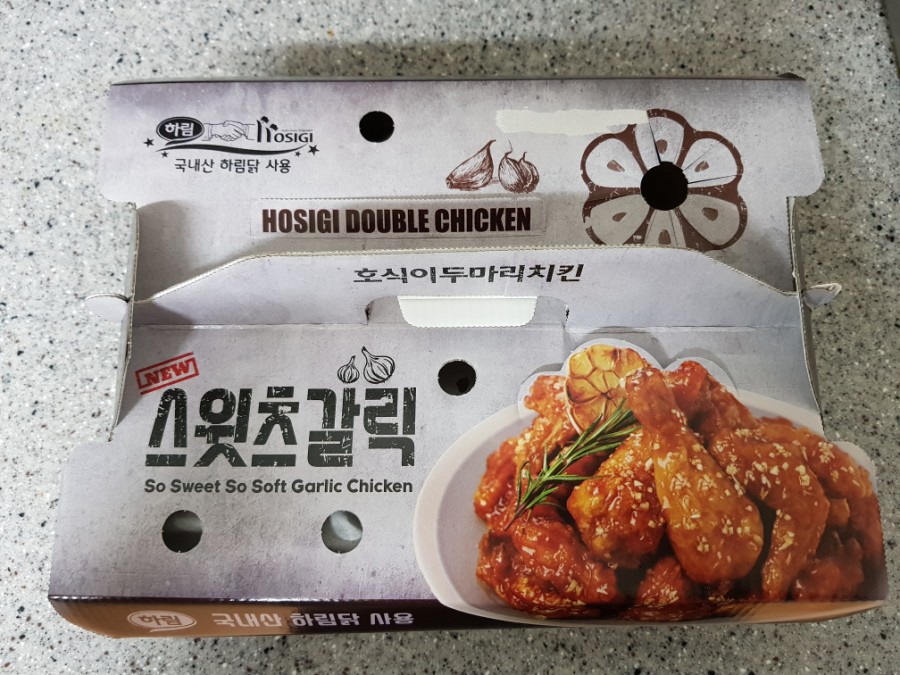 하림
HOSIGI
국내산 하림닭 사용
HOSIGI DOUBLE CHICKEN
호식이두마리치킨
NEW
스윗츠갈릭
So Sweet So Soft Garlic Chicken
하림 국내산 하림닭 사용